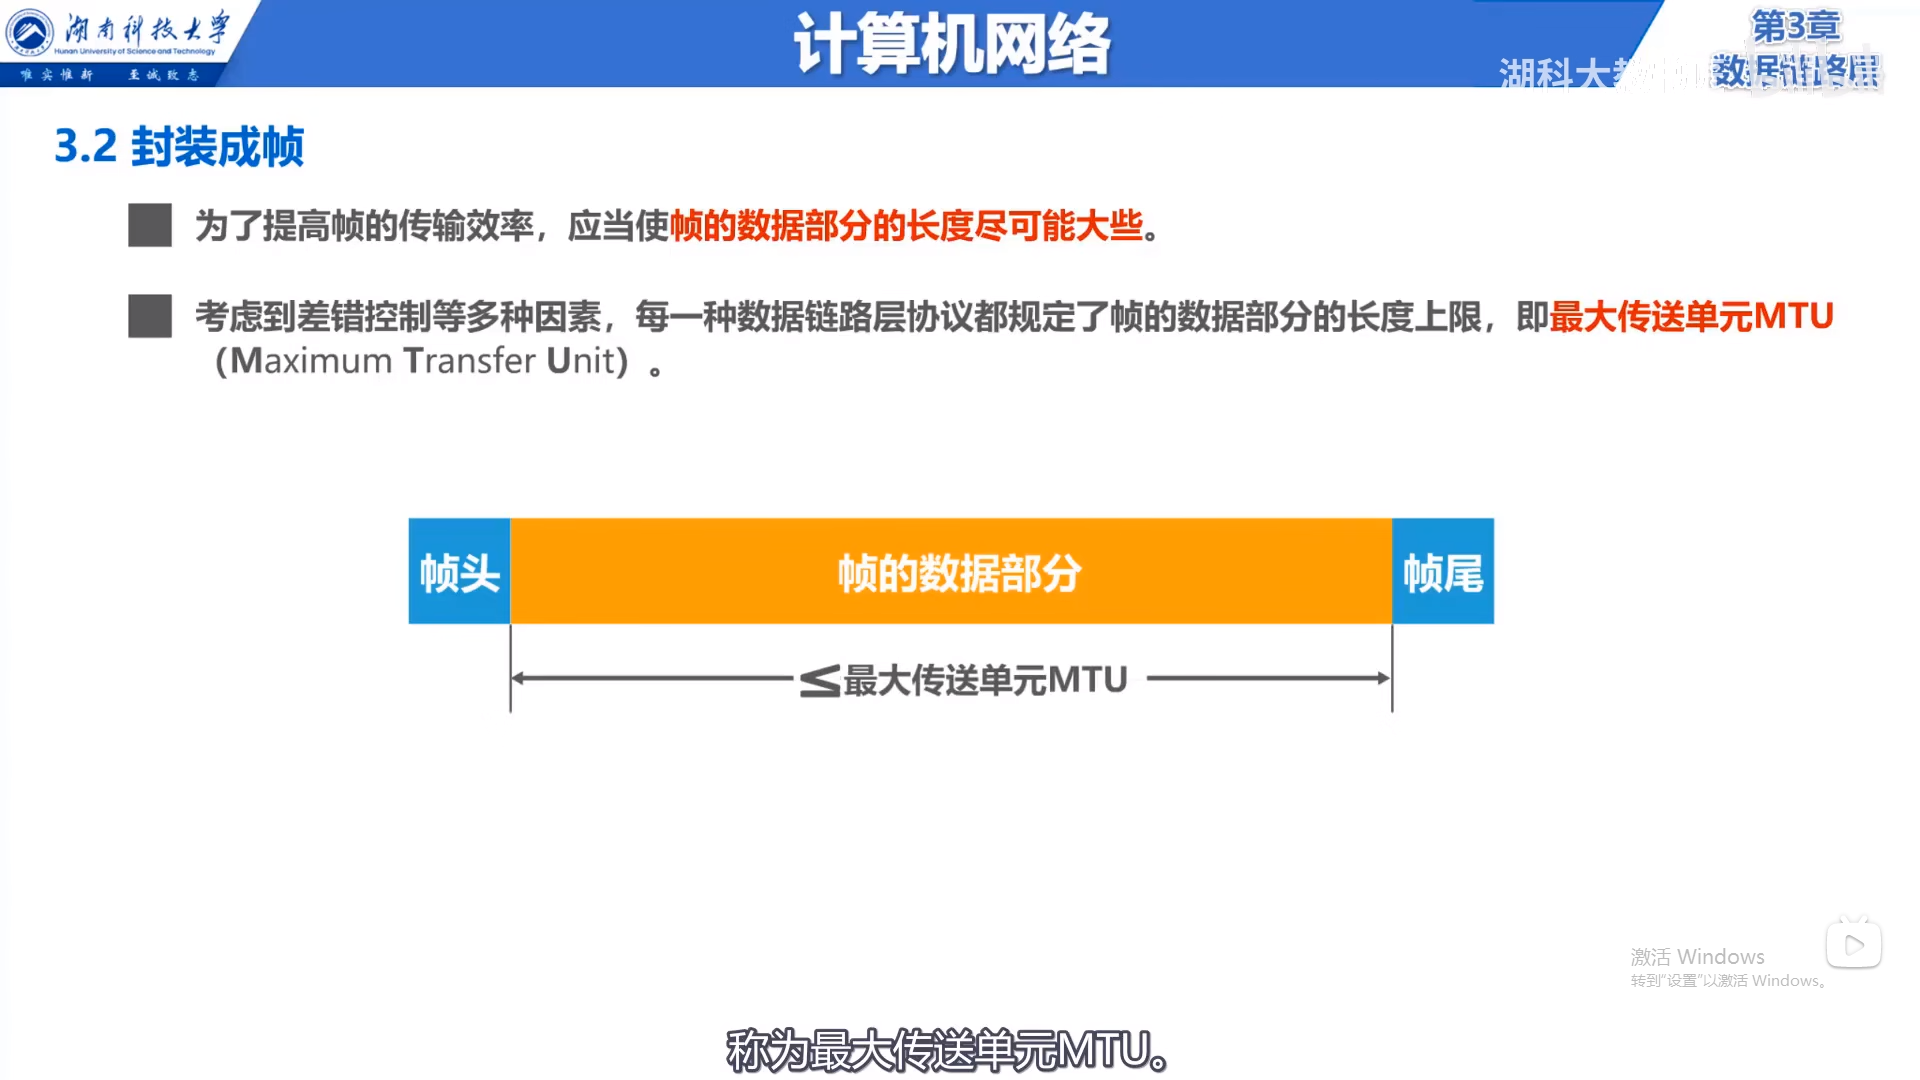 湖南科技大学
Hunan University of Science and Technology
唯实惟新 至诚致志
计算机网络
第3章
湖科大教
数据链路层
3.2 封装成帧
为了提高帧的传输效率，应当使帧的数据部分的长度尽可能大些。
考虑到差错控制等多种因素，每一种数据链路层协议都规定了帧的数据部分的长度上限，即最大传送单元MTU
（Maximum Transfer Unit）。
帧头 帧的数据部分 帧尾
≤最大传送单元MTU
激活 Windows
转到“设置”以激活 Windows。
称为最大传送单元MTU。